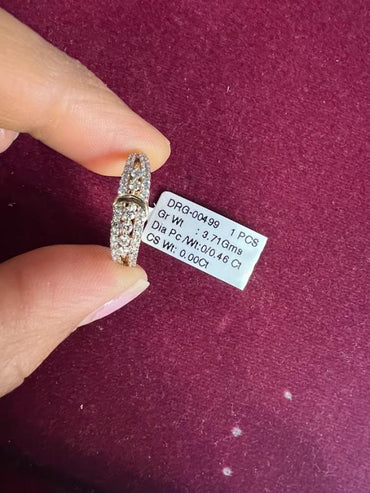 DRG-00499 1 PCS
Gr Wt : 3.71Gms
Dia Pc/Wt:0/0.46 Ct
CS Wt: 0.00Ct